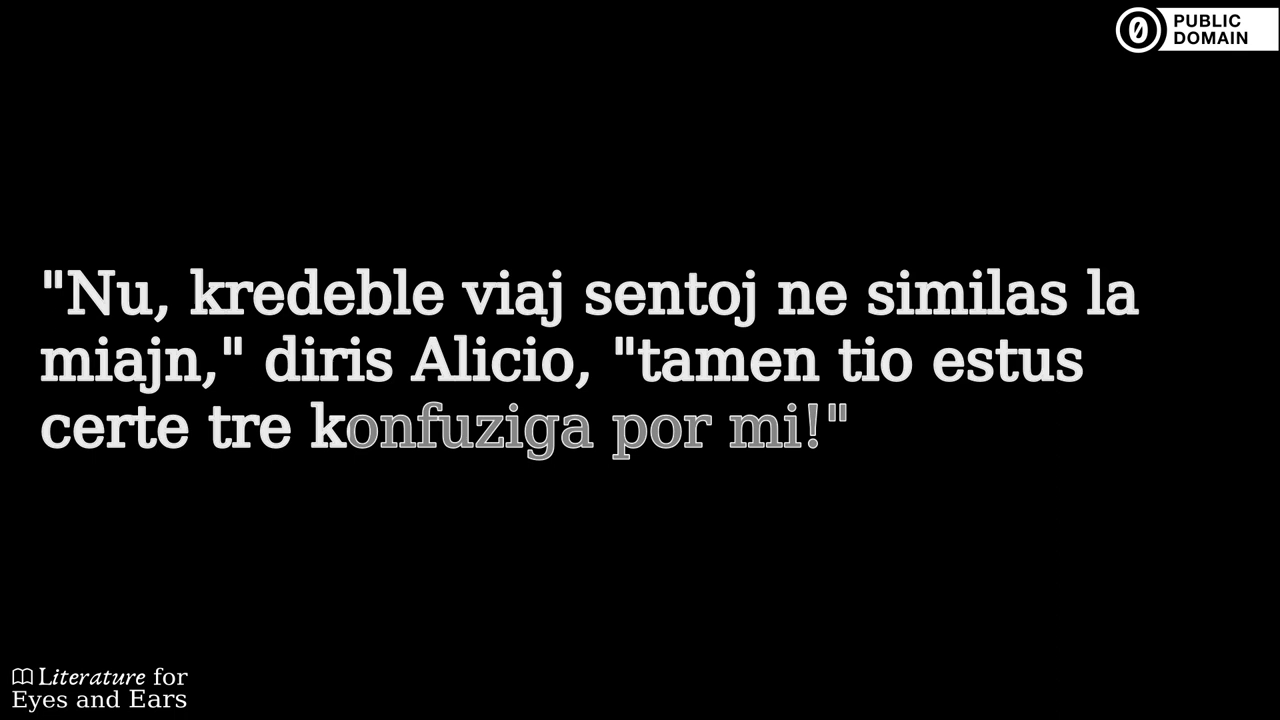 PUBLIC
DOMAIN
"Nu, kredeble viaj sentoj ne similas la
miajn," diris Alicio, "tamen tio estus
certe tre konfuziga por mi!"
Literature for
Eyes and Ears